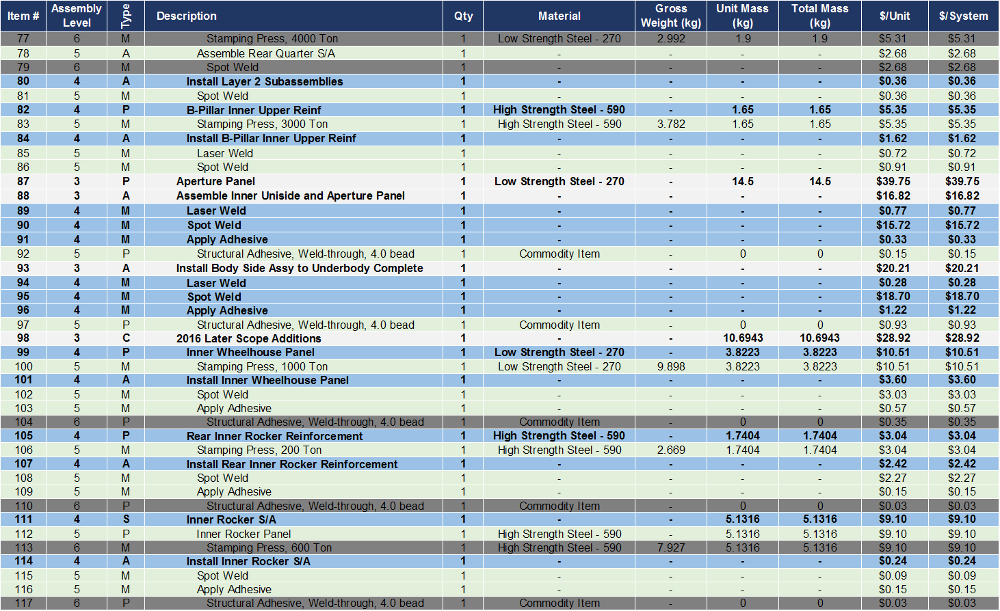 Item # Assembly Level Type Description Qty Material Gross Weight (kg) Unit Mass (kg) Total Mass (kg) $/Unit $/System
77 6 M Stamping Press, 4000 Ton 1 Low Strength Steel - 270 2.992 1.9 1.9 $5.31 $5.31
78 5 A Assemble Rear Quarter S/A 1 - - - - $2.68 $2.68
79 6 M Spot Weld 1 - - - - $2.68 $2.68
80 4 A Install Layer 2 Subassemblies 1 - - - - $0.36 $0.36
81 5 M Spot Weld 1 - - - - $0.36 $0.36
82 4 P B-Pillar Inner Upper Reinf 1 High Strength Steel - 590 - 1.65 1.65 $5.35 $5.35
83 5 M Stamping Press, 3000 Ton 1 High Strength Steel - 590 3.782 1.65 1.65 $5.35 $5.35
84 4 A Install B-Pillar Inner Upper Reinf 1 - - - - $1.62 $1.62
85 5 M Laser Weld 1 - - - - $0.72 $0.72
86 5 M Spot Weld 1 - - - - $0.91 $0.91
87 3 P Aperture Panel 1 Low Strength Steel - 270 - 14.5 14.5 $39.75 $39.75
88 3 A Assemble Inner Uniside and Aperture Panel 1 - - - - $16.82 $16.82
89 4 M Laser Weld 1 - - - - $0.77 $0.77
90 4 M Spot Weld 1 - - - - $15.72 $15.72
91 4 M Apply Adhesive 1 - - - - $0.33 $0.33
92 5 P Structural Adhesive, Weld-through, 4.0 bead 1 Commodity Item - 0 0 $0.15 $0.15
93 3 A Install Body Side Assy to Underbody Complete 1 - - - - $20.21 $20.21
94 4 M Laser Weld 1 - - - - $0.28 $0.28
95 4 M Spot Weld 1 - - - - $18.70 $18.70
96 4 M Apply Adhesive 1 - - - - $1.22 $1.22
97 5 P Structural Adhesive, Weld-through, 4.0 bead 1 Commodity Item - 0 0 $0.93 $0.93
98 3 C 2016 Later Scope Additions 1 - - 10.6943 10.6943 $28.92 $28.92
99 4 P Inner Wheelhouse Panel 1 Low Strength Steel - 270 - 3.8223 3.8223 $10.51 $10.51
100 5 M Stamping Press, 1000 Ton 1 Low Strength Steel - 270 9.898 3.8223 3.8223 $10.51 $10.51
101 4 A Install Inner Wheelhouse Panel 1 - - - - $3.60 $3.60
102 5 M Spot Weld 1 - - - - $3.03 $3.03
103 5 M Apply Adhesive 1 - - - - $0.57 $0.57
104 6 P Structural Adhesive, Weld-through, 4.0 bead 1 Commodity Item - 0 0 $0.35 $0.35
105 4 P Rear Inner Rocker Reinforcement 1 High Strength Steel - 590 - 1.7404 1.7404 $3.04 $3.04
106 5 M Stamping Press, 200 Ton 1 High Strength Steel - 590 2.669 1.7404 1.7404 $3.04 $3.04
107 4 A Install Rear Inner Rocker Reinforcement 1 - - - - $2.42 $2.42
108 5 M Spot Weld 1 - - - - $2.27 $2.27
109 5 M Apply Adhesive 1 - - - - $0.15 $0.15
110 6 P Structural Adhesive, Weld-through, 4.0 bead 1 Commodity Item - 0 0 $0.03 $0.03
111 4 S Inner Rocker S/A 1 - - 5.1316 5.1316 $9.10 $9.10
112 5 P Inner Rocker Panel 1 High Strength Steel - 590 - 5.1316 5.1316 $9.10 $9.10
113 6 M Stamping Press, 600 Ton 1 High Strength Steel - 590 7.927 5.1316 5.1316 $9.10 $9.10
114 4 A Install Inner Rocker S/A 1 - - - - $0.24 $0.24
115 5 M Spot Weld 1 - - - - $0.09 $0.09
116 5 M Apply Adhesive 1 - - - - $0.15 $0.15
117 6 P Structural Adhesive, Weld-through, 4.0 bead 1 Commodity Item - 0 0 $0.03 $0.03